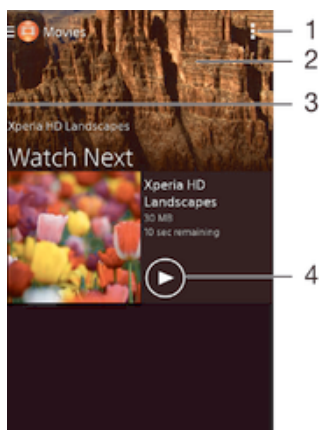 Movies
1
2
3
Xperia HD Landscapes
Watch Next
Xperia HD
Landscapes
30 MB
10 sec remaining
4